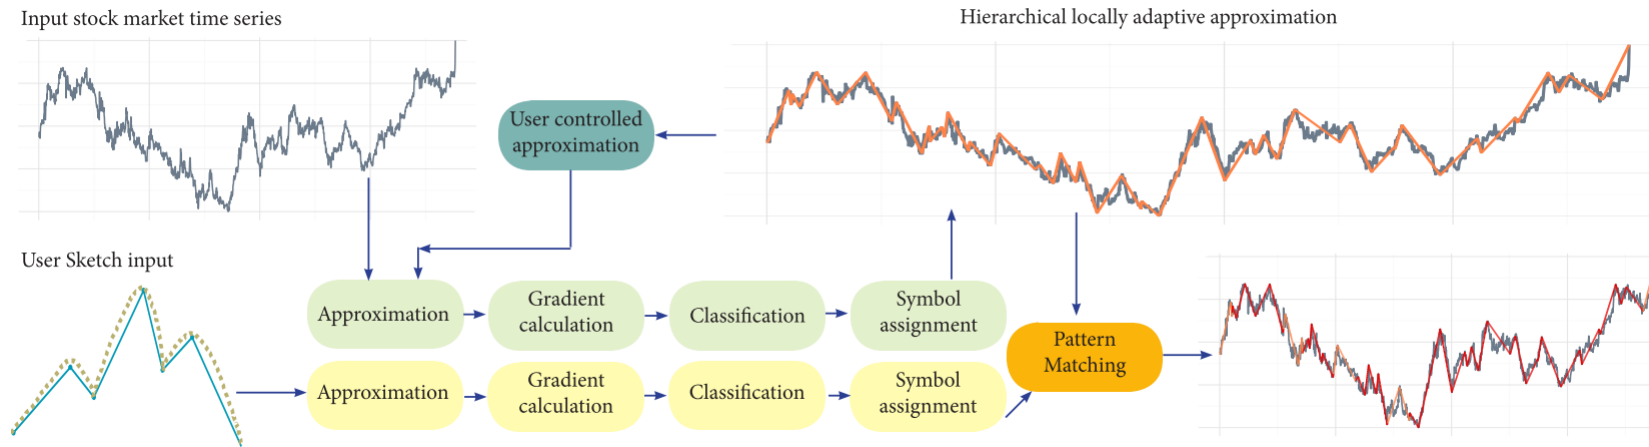 Input stock market time series
Hierarchical locally adaptive approximation
User controlled
approximation
User Sketch input
Approximation
Gradient
calculation
Classification
Symbol
assignment
Pattern
Matching
Approximation
Gradient
calculation
Classification
Symbol
assignment